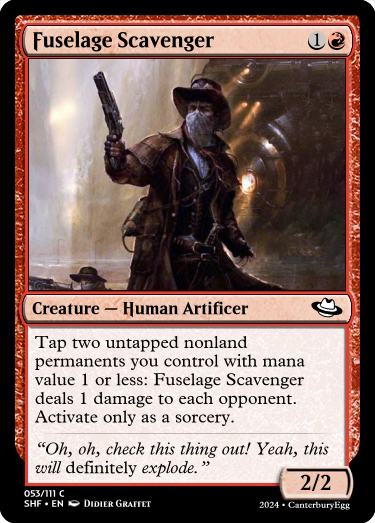 Fuselage Scavenger 1
Creature — Human Artificer
Tap two untapped nonland
permanents you control with mana
value 1 or less: Fuselage Scavenger
deals 1 damage to each opponent.
Activate only as a sorcery.
“Oh, oh, check this thing out! Yeah, this
will definitely explode.”
2/2
053/111 C
SHF • EN Didier Graffet
2024 • CanterburyEgg